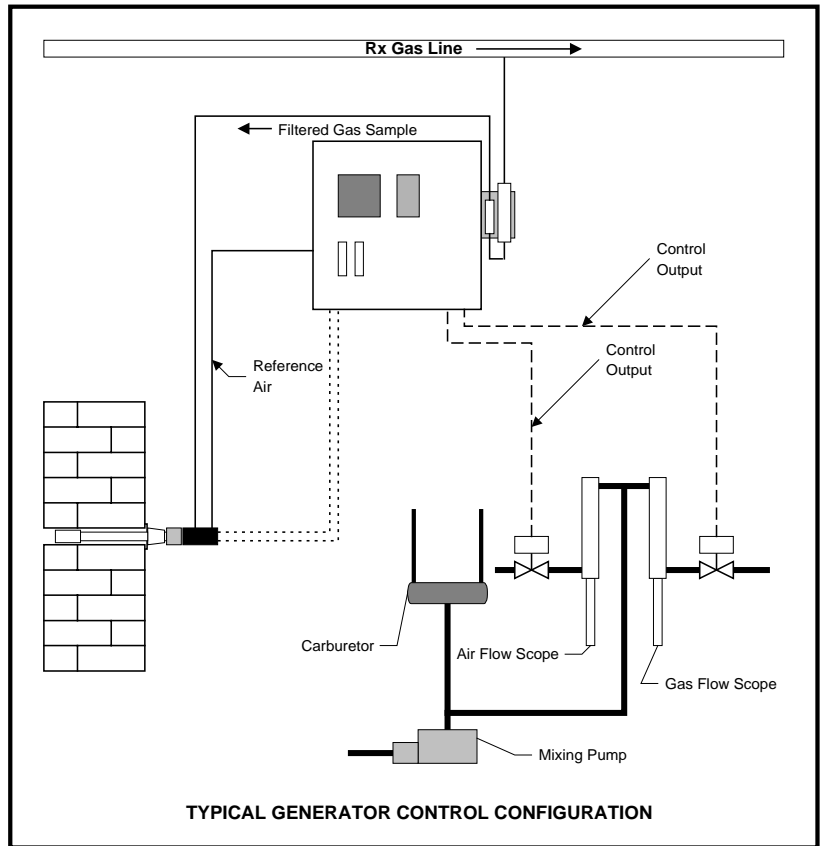 Rx Gas Line
Filtered Gas Sample
Control
Output
Control
Output
Reference
Air
Carburetor
Air Flow Scope
Gas Flow Scope
Mixing Pump
TYPICAL GENERATOR CONTROL CONFIGURATION